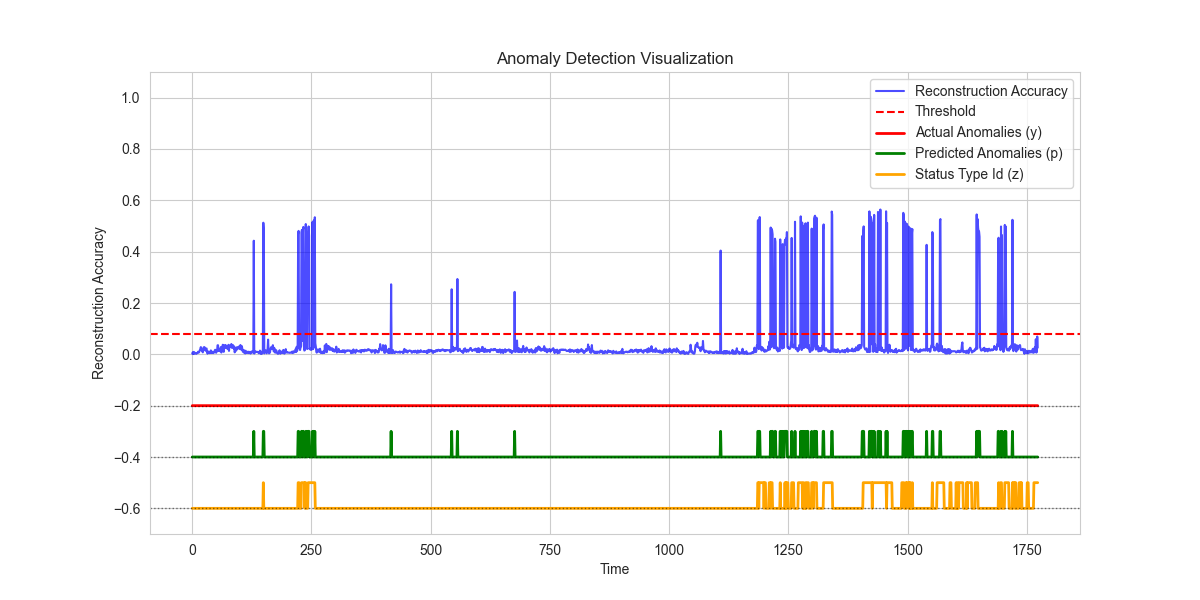 Anomaly Detection Visualization
Reconstruction Accuracy
1.0
0.8
0.6
0.4
0.2
0.0
−0.2
−0.4
−0.6
Reconstruction Accuracy
Threshold
Actual Anomalies (y)
Predicted Anomalies (p)
Status Type Id (z)
0 250 500 750 1000 1250 1500 1750
Time